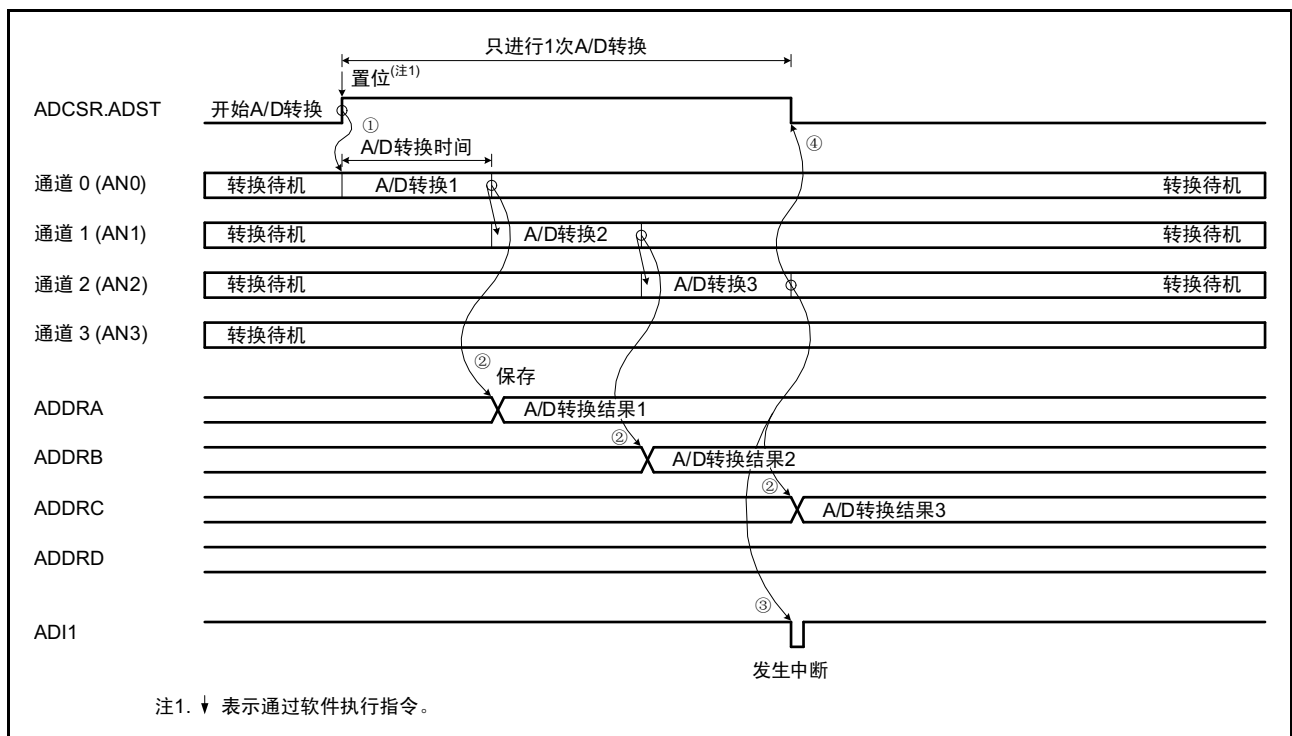 只进行1次A/D转换
置位(注1)
ADCSR.ADST 开始A/D转换
① ④
A/D转换时间
通道 0 (AN0) 转换待机 A/D转换1 转换待机
通道 1 (AN1) 转换待机 A/D转换2 转换待机
通道 2 (AN2) 转换待机 A/D转换3 转换待机
通道 3 (AN3) 转换待机
② 保存
ADDRA A/D转换结果1
②
ADDRB A/D转换结果2
②
ADDRC A/D转换结果3
ADDRD
③
ADI1
发生中断
注1. 表示通过软件执行指令。